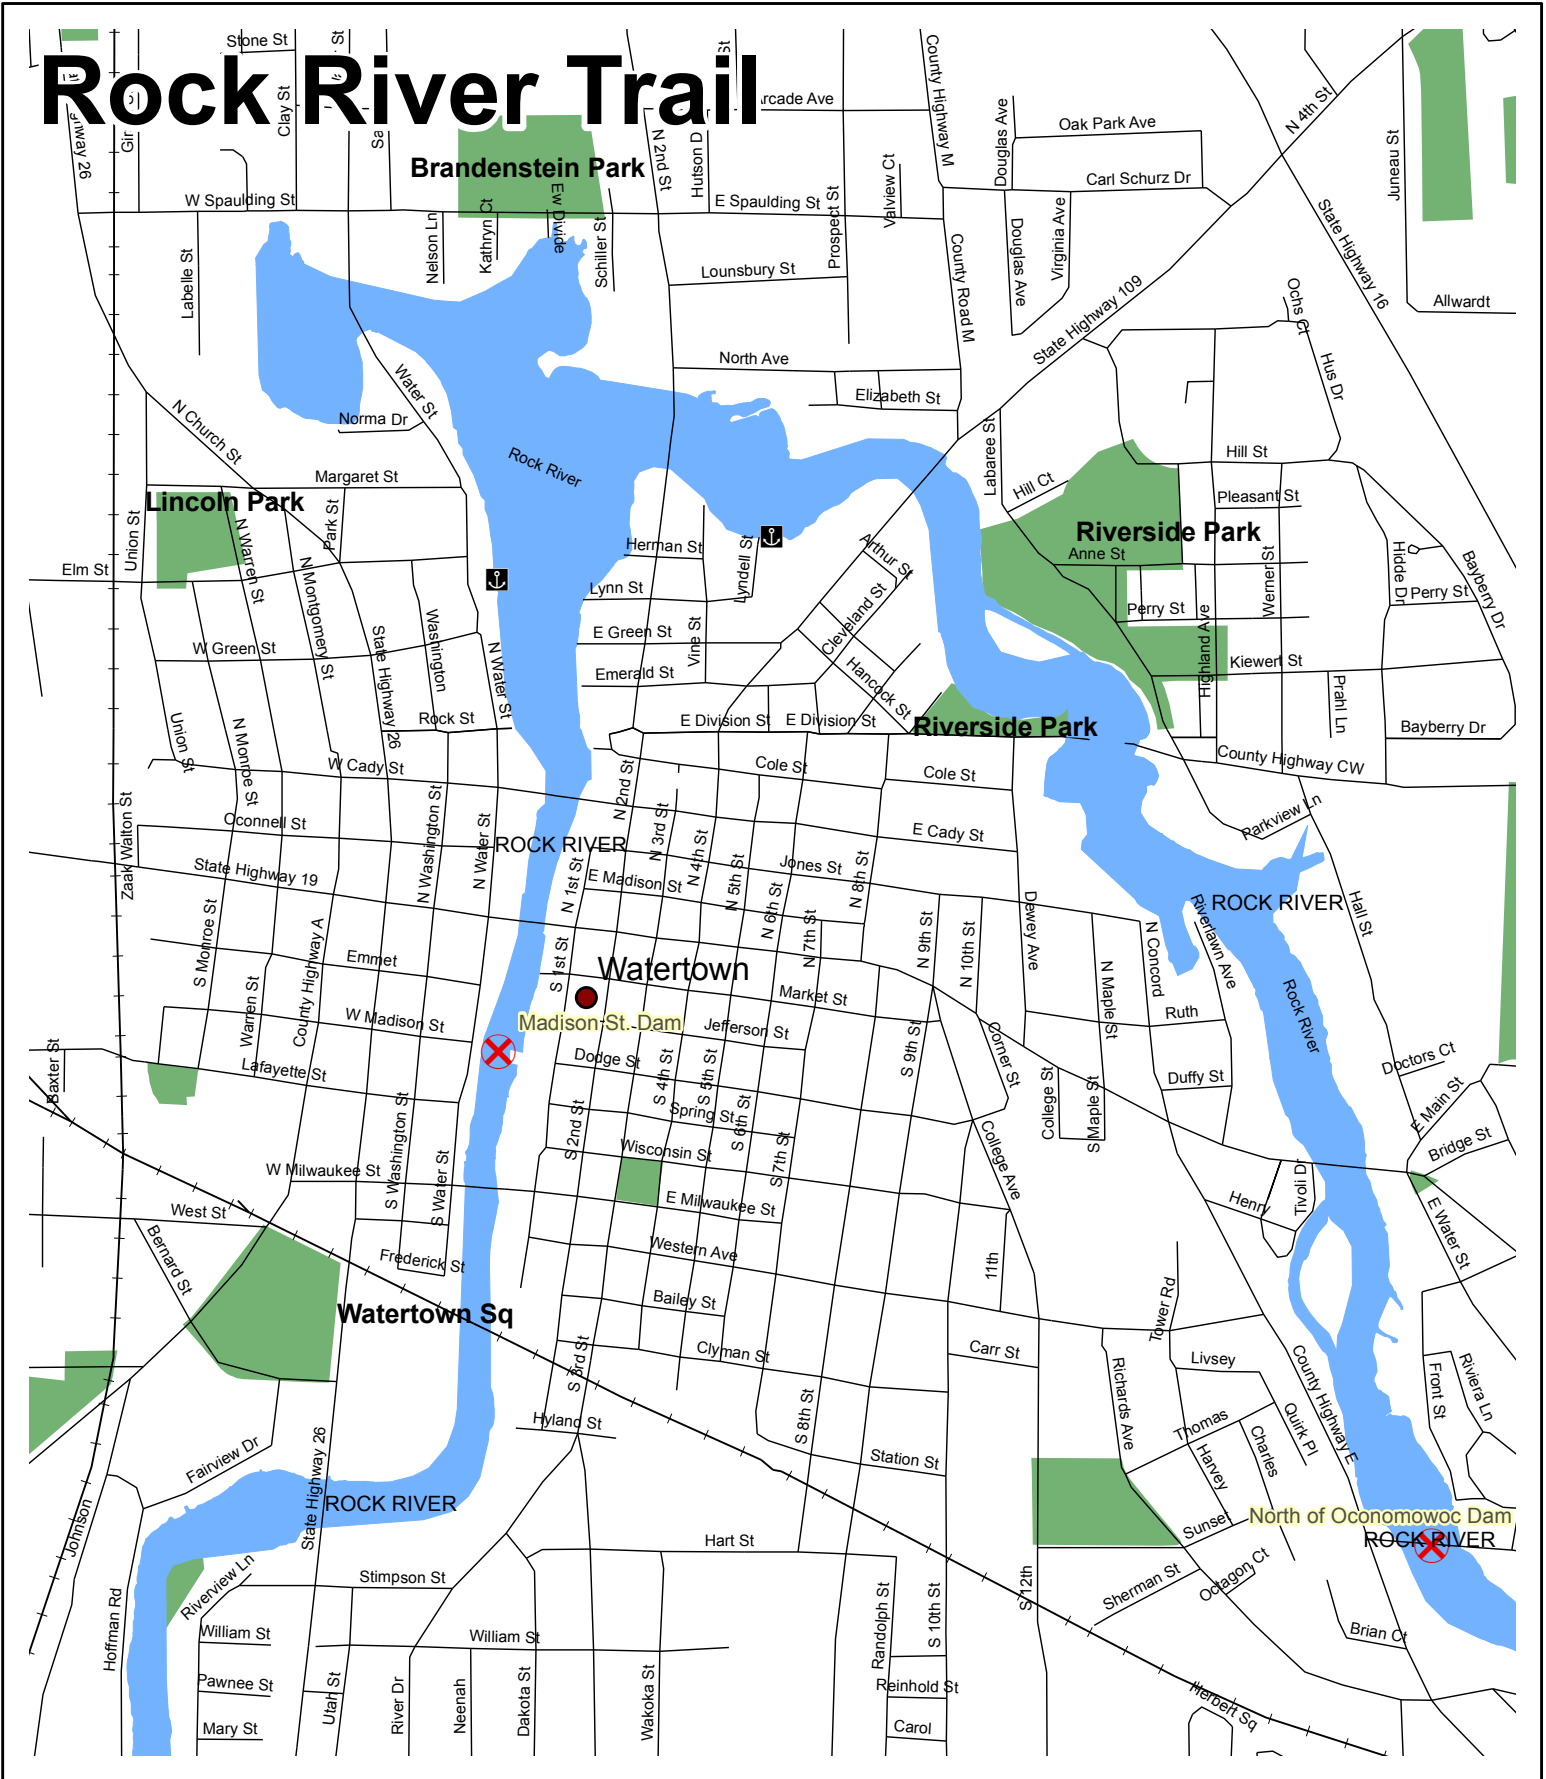 Rock River Trail
Stone St
Clay St
N 2nd St
Hutson D
rcade Ave
County Highway M
Douglas Ave
Oak Park Ave
N 4th St
Juneau St
Brandenstein Park
Carl Schurz Dr
W Spaulding St
E Spaulding St
Prospect St
Valview Ct
Nelson Ln
Kathryn Ct
Ew Divide
Schiller St
Labelle St
Lounsbury St
County Road M
Douglas Ave
Virginia Ave
State Highway 109
State Highway 16
Ochs Ct
Allwardt
North Ave
Elizabeth St
Hus Dr
Water St
Norma Dr
N Church St
Rock River
Labaree St
Hill Ct
Hill St
Margaret St
Lincoln Park
Park St
Pleasant St
Riverside Park
Union St
N Warren St
N Montgomery St
Elm St
Herman St
Lyndell St
Lynn St
Arthur St
Cleveland St
Anne St
Werner St
Hidde Dr
Bayberry Dr
Perry St
Perry St
Highland Ave
W Green St
State Highway 26
Washington
N Water St
E Green St
Vine St
Emerald St
Hancock St
Kiewert St
Prahl Ln
Bayberry Dr
Union St
N Monroe St
Rock St
E Division St
E Division St
Riverside Park
County Highway CW
W Cady St
N 2nd St
Cole St
Cole St
Zaak Walton St
Oconnell St
N Washington St
N Water St
ROCK RIVER
N 3rd St
N 4th St
E Cady St
Parkview Ln
State Highway 19
N 1st St
E Madison St
N 5th St
Jones St
N 6th St
N 7th St
N 8th St
ROCK RIVER
Hall St
S Monroe St
Warren St
County Highway A
Emmet
S 1st St
Watertown
N 9th St
N 10th St
Dewey Ave
N Maple St
N Concord
Riverlawn Ave
Rock River
W Madison St
Madison St. Dam
Market St
Jefferson St
Ruth
Baxter St
Lafayette St
Dodge St
S 4th St
S 5th St
S 9th St
Corner St
College St
S Maple St
Duffy St
Doctors Ct
E Main St
Bridge St
S Washington St
S 2nd St
Spring St
S 6th St
S 7th St
Wisconsin St
College Ave
W Milwaukee St
S Water St
E Milwaukee St
Henry
Tivoli D
E Water St
West St
Bernard St
Frederick St
Western Ave
11th
Tower Rd
Watertown Sq
Bailey St
Clyman St
S 3rd St
Carr St
Richards Ave
Livsey
County Highway E
Front St
Riviera Ln
Hyland St
S 8th St
Thomas
Quirk Pl
Charles
Harvey
Fairview Dr
Station St
State Highway 26
ROCK RIVER
Johnson
Sunset
North of Oconomowoc Dam
ROCK RIVER
Hart St
Stimpson St
Riverview Ln
Hoffman Rd
Randolph St
S 10th St
S 12th
Sherman St
Octagon Ct
William St
William St
Brian Ct
Pawnee St
Utah St
River Dr
Neenah
Dakota St
Wakoka St
Reinhold St
Herbert Sq
Mary St
Carol